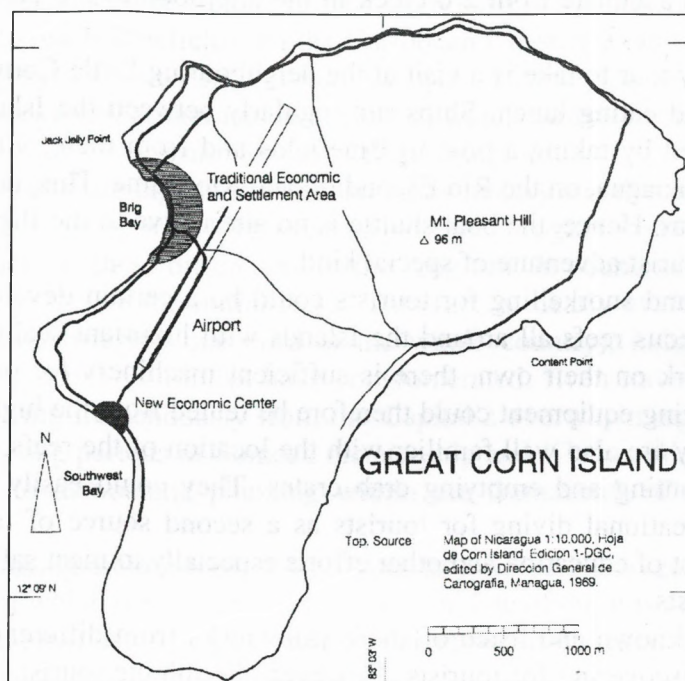 Jack Jelly Point
Traditional Economic
and Settlement Area
Brig
Bay
Mt. Pleasant Hill
△ 96 m
Airport
Content Point
New Economic Center
N
Southwest
Bay
GREAT CORN ISLAND
Top. Source
Map of Nicaragua 1:10.000, Hoja
de Corn Island. Edicion 1-DGC,
edited by Direccion General de
Cartografia, Managua, 1969.
12° 09' N
83° 03' W
0 500 1000 m